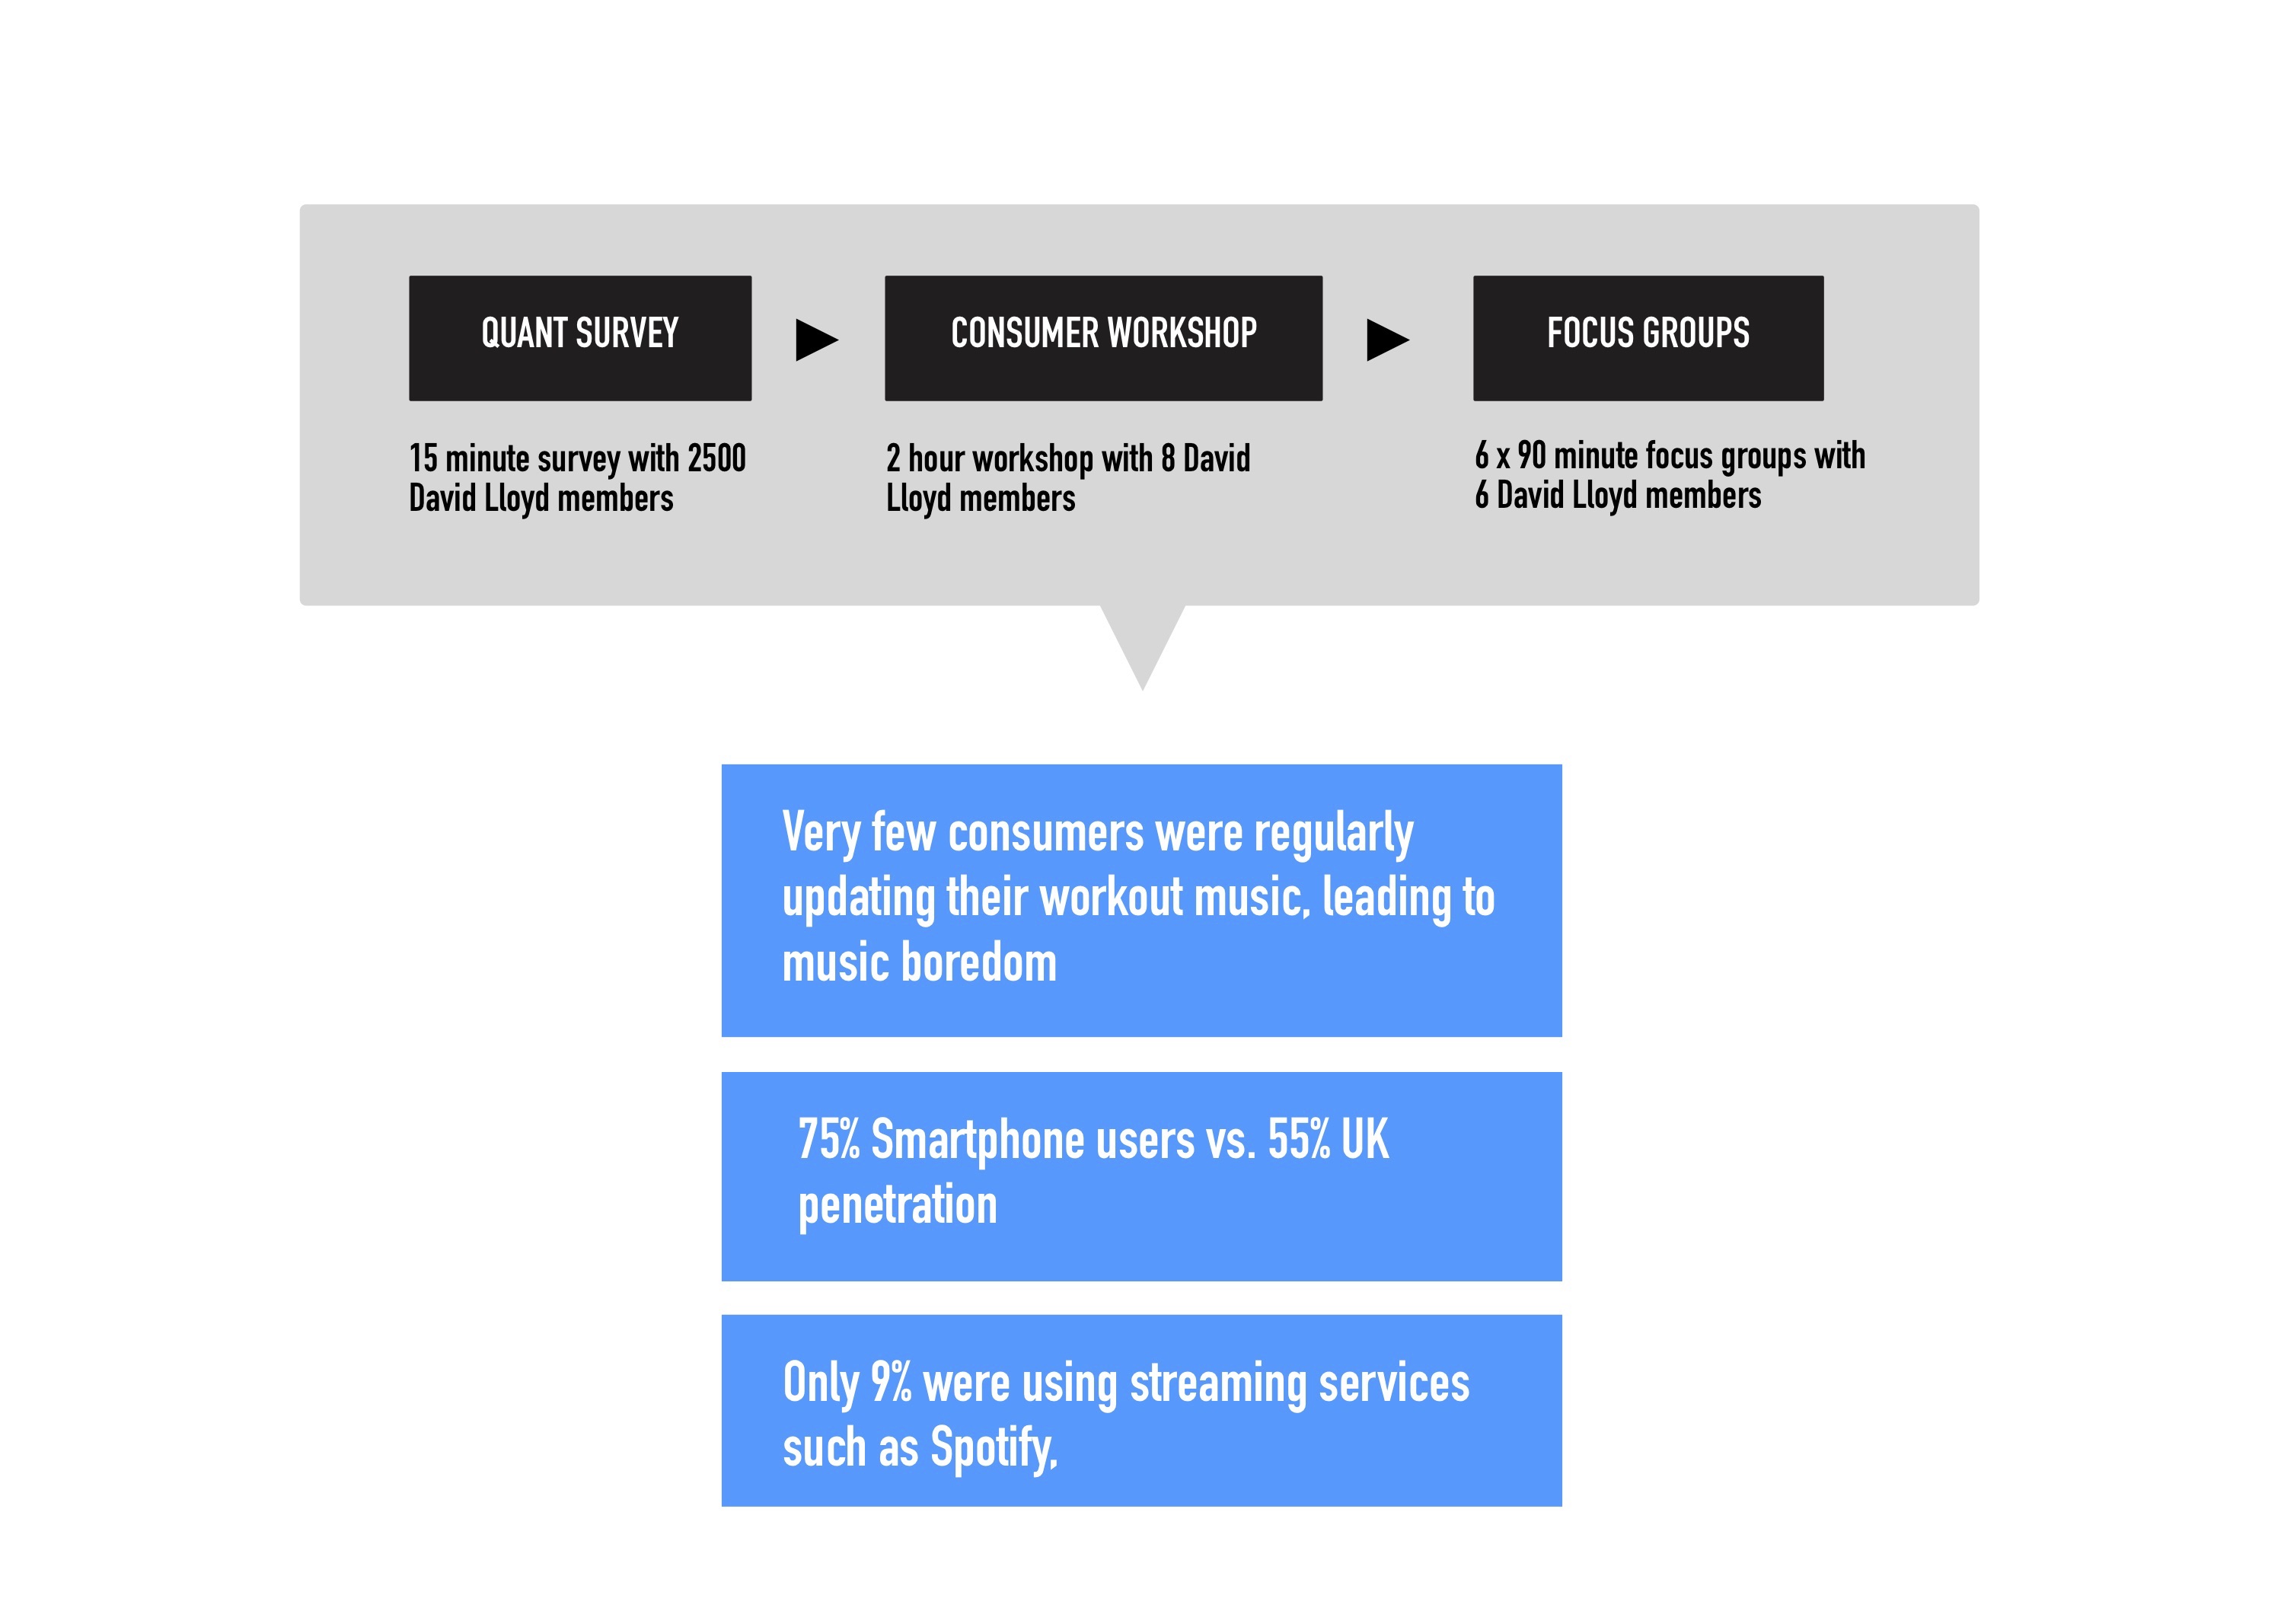 QUANT SURVEY
CONSUMER WORKSHOP
FOCUS GROUPS
15 minute survey with 2500
David Lloyd members
2 hour workshop with 8 David
Lloyd members
6 x 90 minute focus groups with
6 David Lloyd members
Very few consumers were regularly
updating their workout music, leading to
music boredom
75% Smartphone users vs. 55% UK
penetration
Only 9% were using streaming services
such as Spotify,